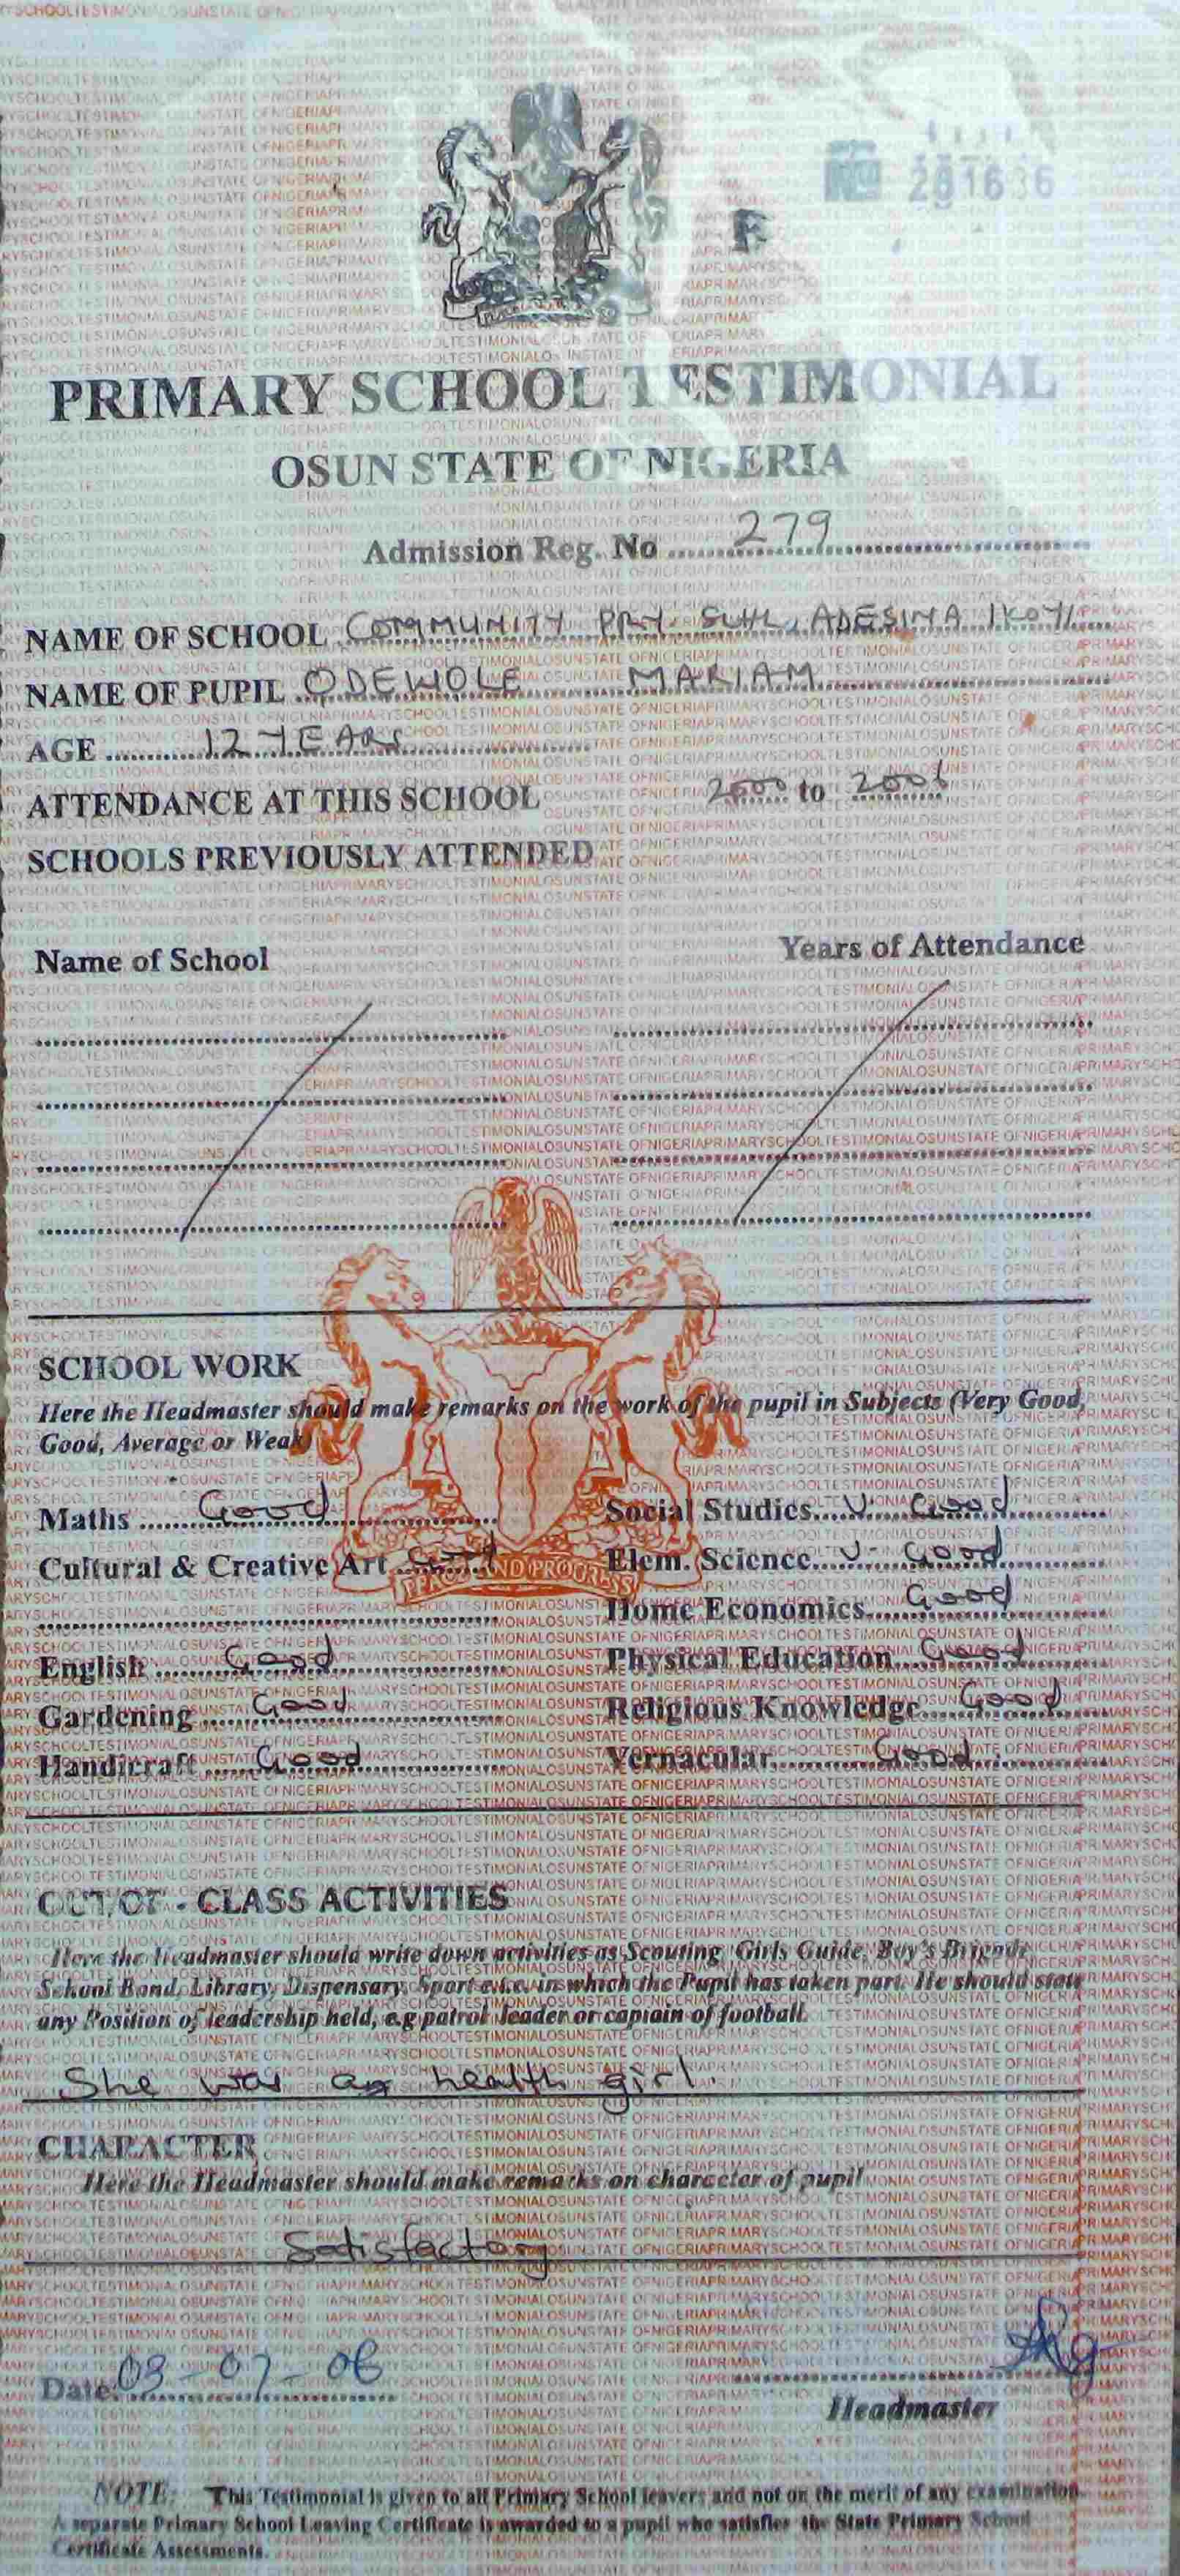 PRIMARY SCHOOL TESTIMONIAL
OSUN STATE OF NIGERIA
Admission Reg. No 279
NAME OF SCHOOL COMMUNITY PRY. SCHL, ADESINA IKOYI
NAME OF PUPIL ODEWOLE MARIAM
AGE 12 YEARS
ATTENDANCE AT THIS SCHOOL 2000 to 2006
SCHOOLS PREVIOUSLY ATTENDED
Name of School Years of Attendance
SCHOOL WORK
Here the Headmaster should make remarks on the work of the pupil in Subjects (Very Good,
Good, Average or Weak)
Maths Good Social Studies V. Good
Cultural & Creative Art Good Elem. Science V. Good
PEACE AND PROGRESS
Home Economics Good
English Good Physical Education Good
Gardening Good Religious Knowledge Good
Handicraft Good Vernacular Good
OUT OF - CLASS ACTIVITIES
Here the Headmaster should write down activities as Scouting, Girls Guide, Boy's Brigade
School Band, Library, Dispensary, Sport e.t.c. in which the Pupil has taken part. He should state
any Position of leadership held, e.g patrol leader or captain of football.
She was an health girl.
CHARACTER
Here the Headmaster should make remarks on character of pupil
Satisfactory
Date: 03-07-06
Headmaster
NOTE: This Testimonial is given to all Primary School leavers and not on the merit of any examination.
A separate Primary School Leaving Certificate is awarded to a pupil who satisfies the State Primary School
Certificate Assessments.